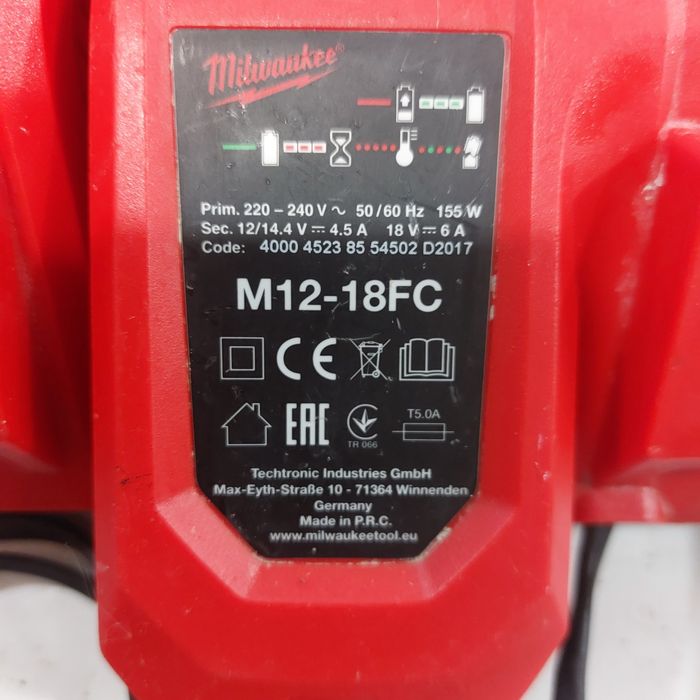 Milwaukee®
Prim. 220 – 240 V ~ 50/60 Hz 155 W
Sec. 12/14.4 V ⎓ 4.5 A 18 V ⎓ 6 A
Code: 4000 4523 85 54502 D2017
M12-18FC
CE
EAC
TR 066
T5.0A
Techtronic Industries GmbH
Max-Eyth-Straße 10 - 71364 Winnenden
Germany
Made in P.R.C.
www.milwaukeetool.eu